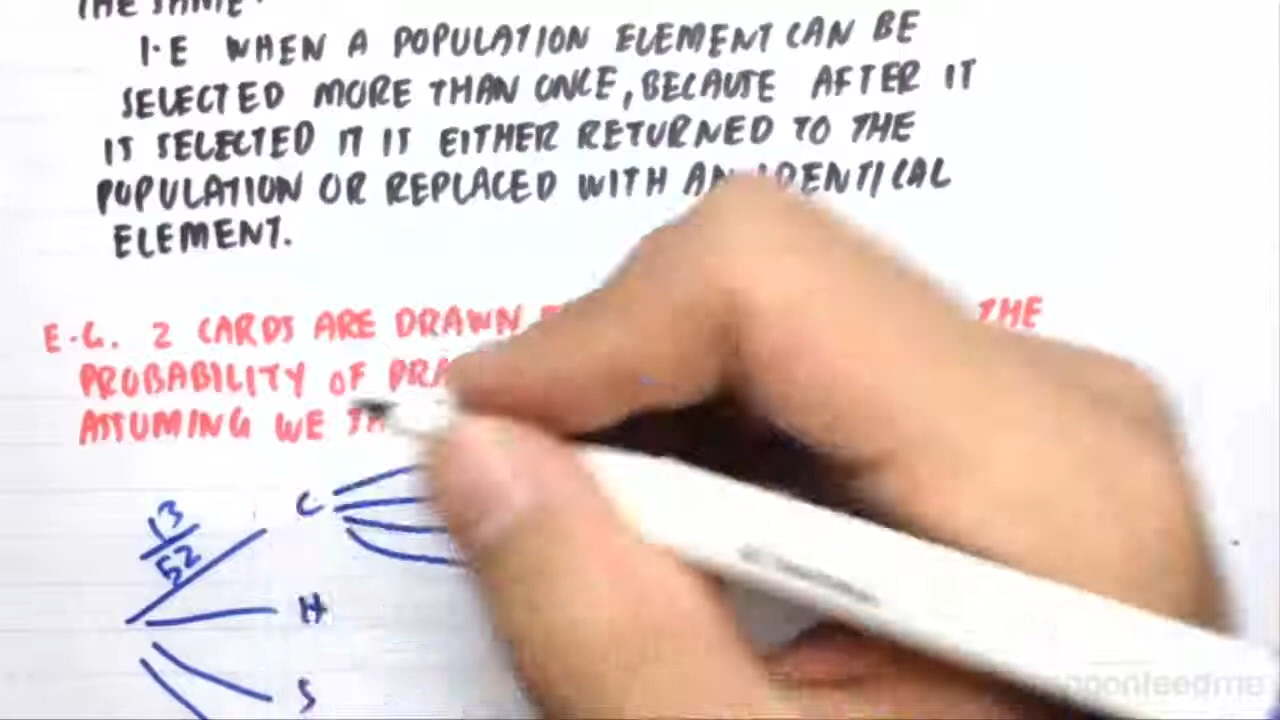 THE SAME.
I.E WHEN A POPULATION ELEMENT CAN BE
SELECTED MORE THAN ONCE, BECAUSE AFTER IT
IS SELECTED IT IS EITHER RETURNED TO THE
POPULATION OR REPLACED WITH AN IDENTICAL
ELEMENT.
E.G. 2 CARDS ARE DRAWN THE
PROBABILITY OF
ASSUMING WE
13
52
C
H
S